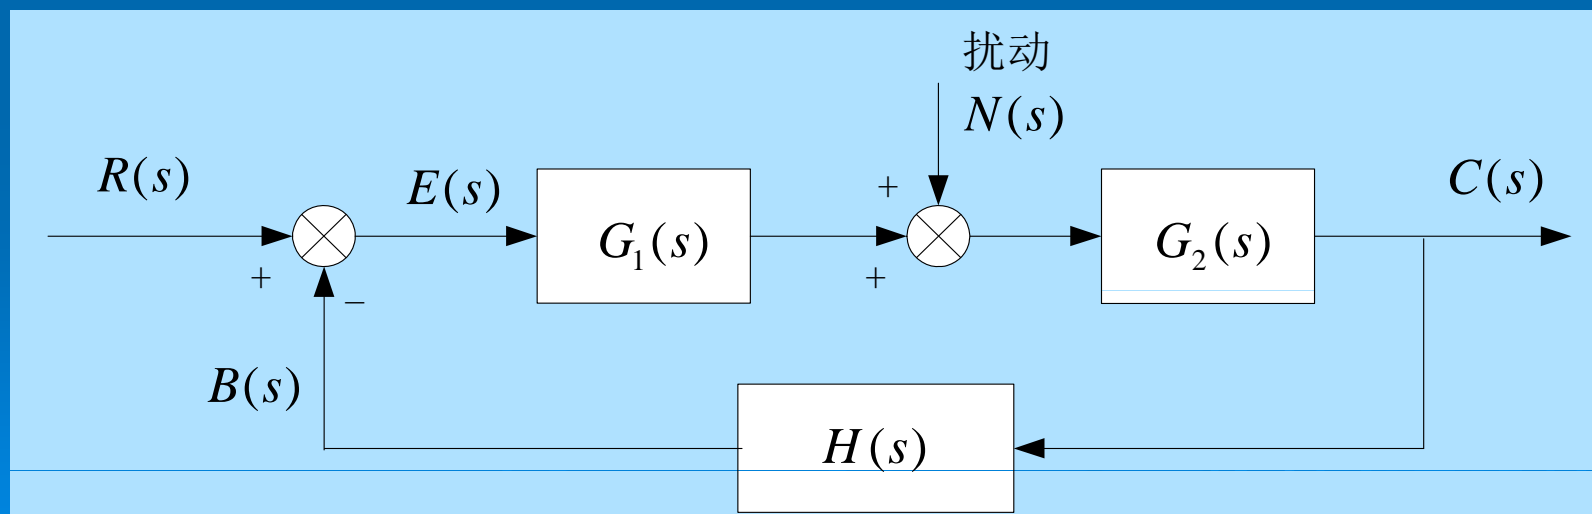 扰动
N(s)
R(s)
E(s)
C(s)
+
G₁(s)
G₂(s)
+
+
−
B(s)
H(s)